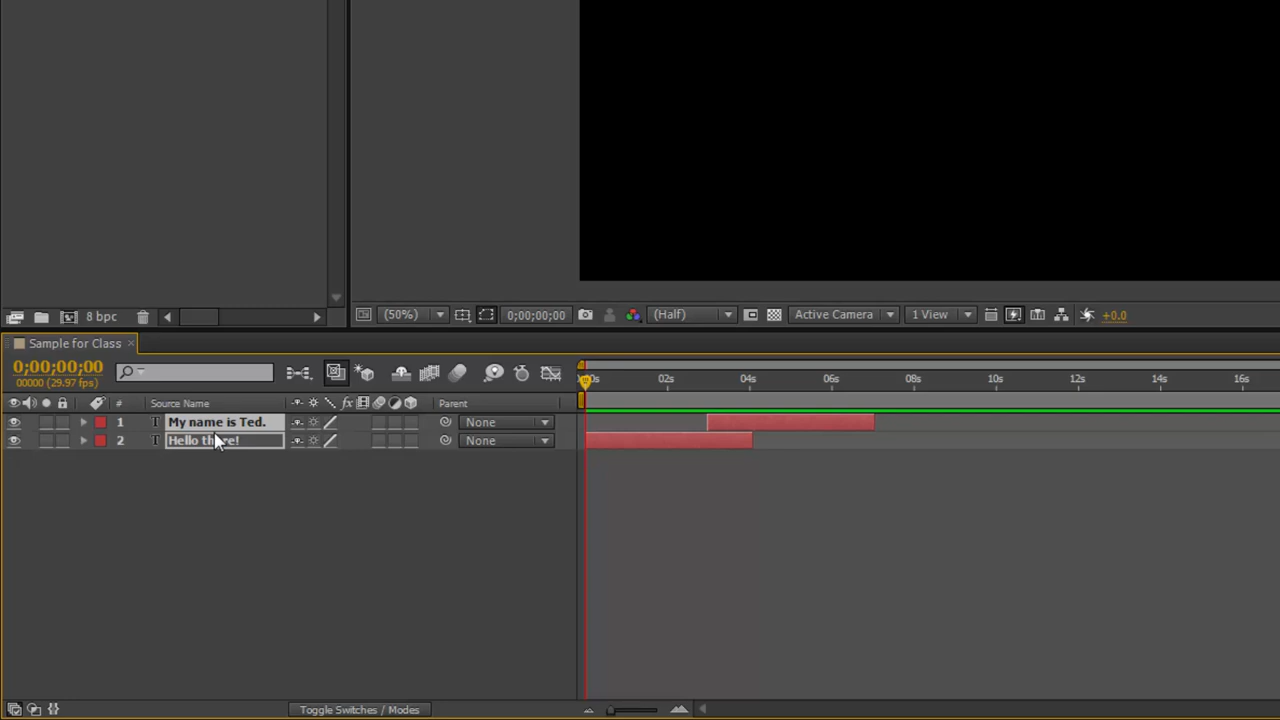 8 bpc
(50%) 0;00;00;00 (Half) Active Camera 1 View +0.0
Sample for Class
0;00;00;00
00000 (29.97 fps)
02s 04s 06s 08s 10s 12s 14s 16s
# Source Name fx Parent
1 T My name is Ted. None
2 T Hello there! None
Toggle Switches / Modes